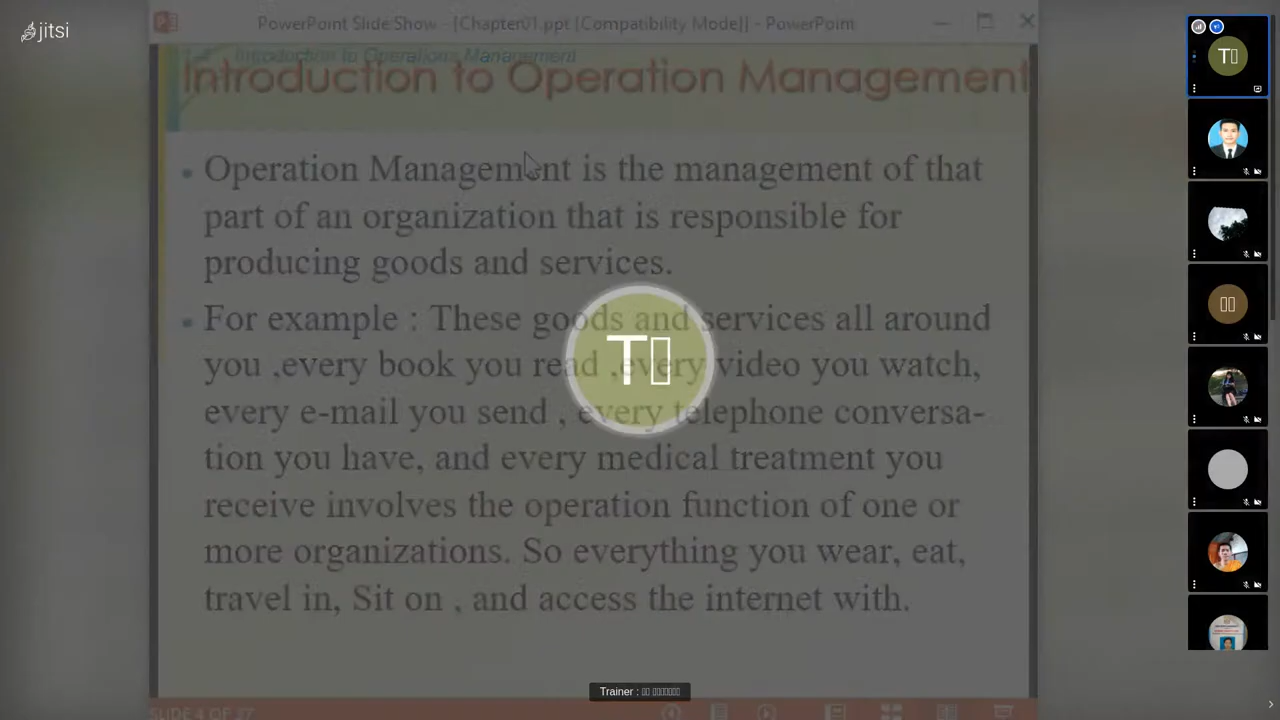 jitsi
PowerPoint Slide Show - [Chapter01.ppt [Compatibility Mode]] - PowerPoint
Introduction to Operations Management
Introduction to Operation Management
Operation Management is the management of that
part of an organization that is responsible for
producing goods and services.
For example : These goods and services all around
you ,every book you read ,every video you watch,
every e-mail you send , every telephone conversa-
tion you have, and every medical treatment you
receive involves the operation function of one or
more organizations. So everything you wear, eat,
travel in, Sit on , and access the internet with.
T
T
Trainer :
SLIDE 4 OF 37